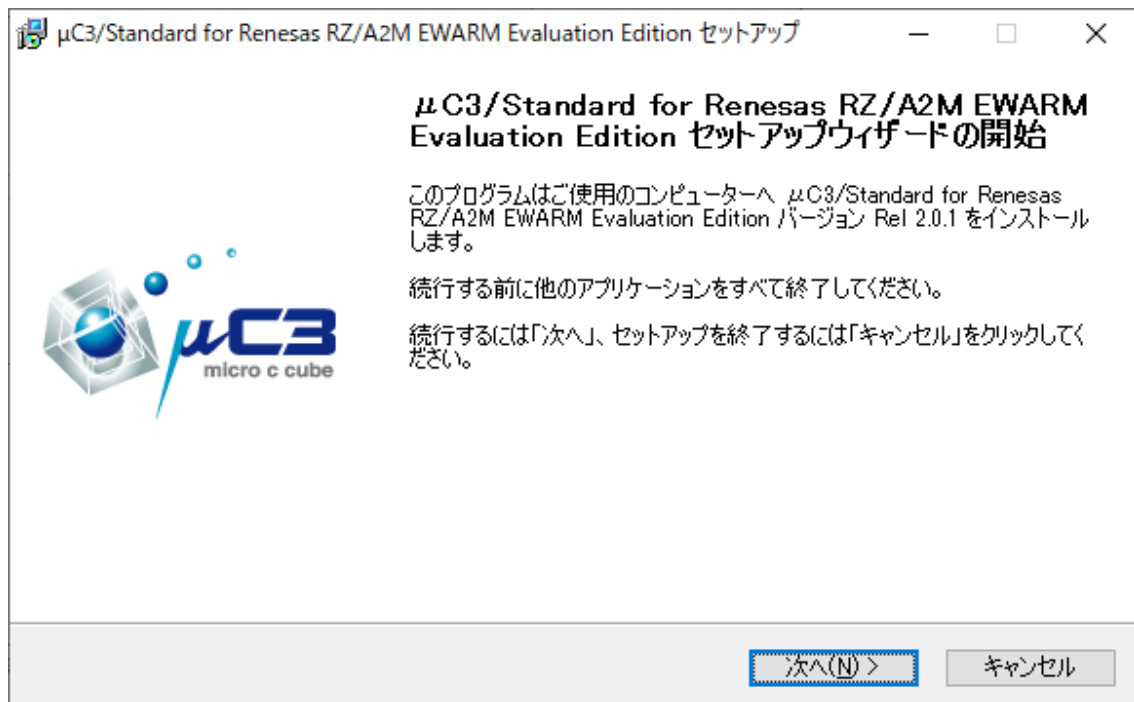 µC3/Standard for Renesas RZ/A2M EWARM Evaluation Edition セットアップ
μC3/Standard for Renesas RZ/A2M EWARM
Evaluation Edition セットアップウィザードの開始
このプログラムはご使用のコンピューターへ μC3/Standard for Renesas
RZ/A2M EWARM Evaluation Edition バージョン Rel 2.0.1 をインストール
します。
続行する前に他のアプリケーションをすべて終了してください。
続行するには「次へ」、セットアップを終了するには「キャンセル」をクリックしてく
ださい。
μC3
micro c cube
次へ(N) >
キャンセル